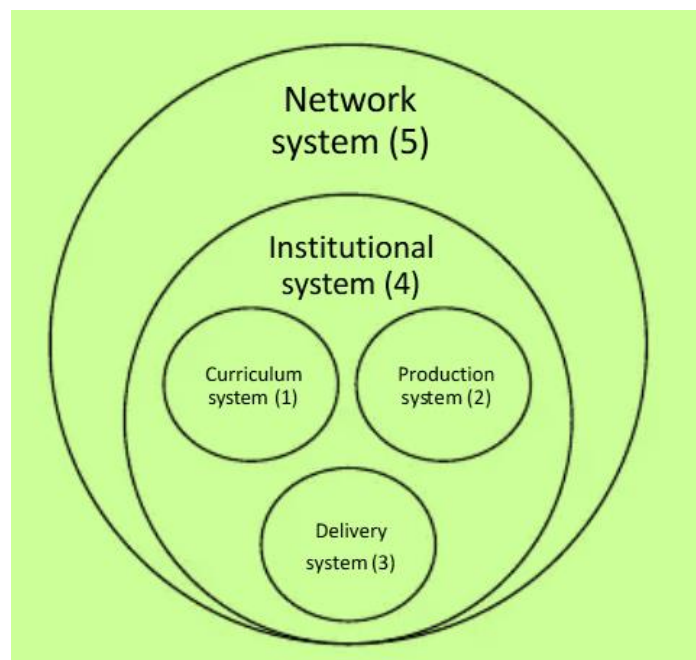 Network
system (5)
Institutional
system (4)
Curriculum
system (1)
Production
system (2)
Delivery
system (3)